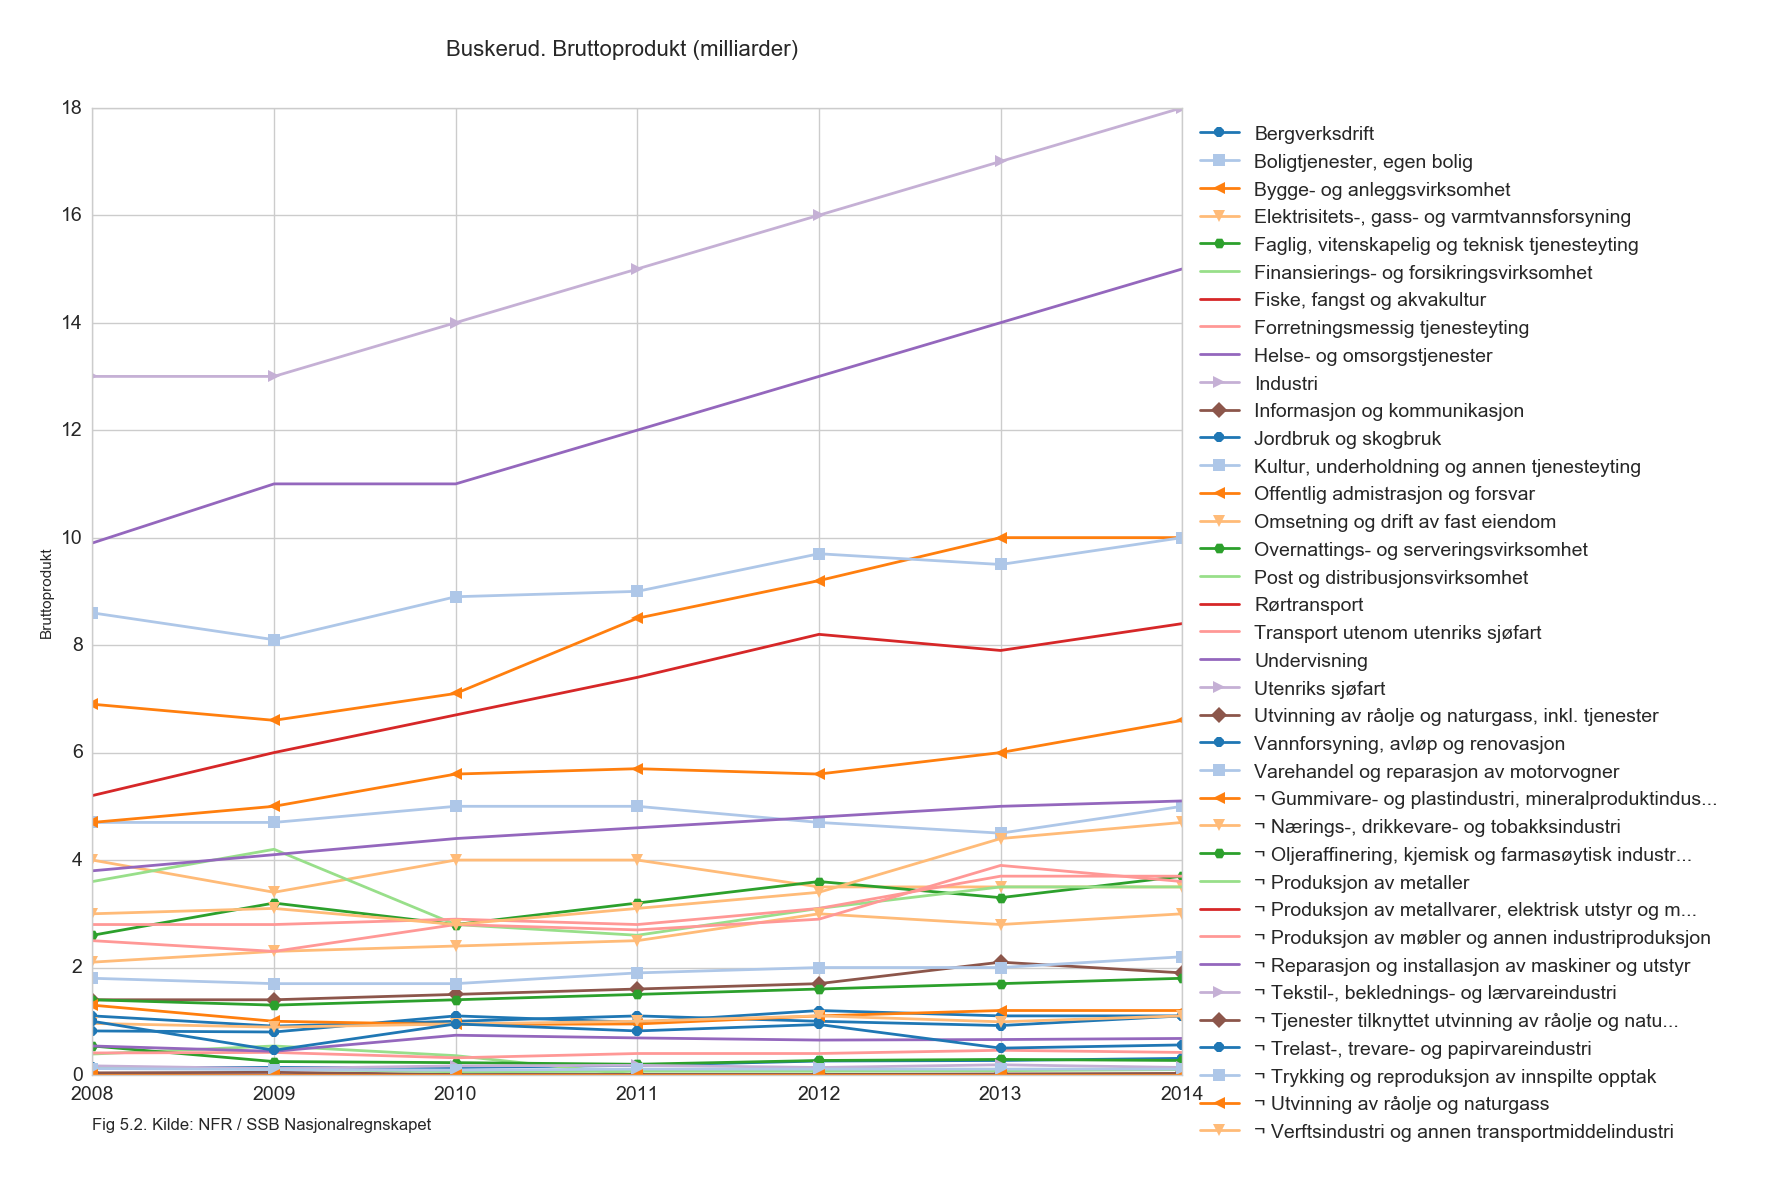 Buskerud. Bruttoprodukt (milliarder)
18
16
14
12
10
8
6
4
2
0
Bruttoprodukt
2008 2009 2010 2011 2012 2013 2014
Fig 5.2. Kilde: NFR / SSB Nasjonalregnskapet
Bergverksdrift
Boligtjenester, egen bolig
Bygge- og anleggsvirksomhet
Elektrisitets-, gass- og varmtvannsforsyning
Faglig, vitenskapelig og teknisk tjenesteyting
Finansierings- og forsikringsvirksomhet
Fiske, fangst og akvakultur
Forretningsmessig tjenesteyting
Helse- og omsorgstjenester
Industri
Informasjon og kommunikasjon
Jordbruk og skogbruk
Kultur, underholdning og annen tjenesteyting
Offentlig admistrasjon og forsvar
Omsetning og drift av fast eiendom
Overnattings- og serveringsvirksomhet
Post og distribusjonsvirksomhet
Rørtransport
Transport utenom utenriks sjøfart
Undervisning
Utenriks sjøfart
Utvinning av råolje og naturgass, inkl. tjenester
Vannforsyning, avløp og renovasjon
Varehandel og reparasjon av motorvogner
¬ Gummivare- og plastindustri, mineralproduktindus...
¬ Nærings-, drikkevare- og tobakksindustri
¬ Oljeraffinering, kjemisk og farmasøytisk industr...
¬ Produksjon av metaller
¬ Produksjon av metallvarer, elektrisk utstyr og m...
¬ Produksjon av møbler og annen industriproduksjon
¬ Reparasjon og installasjon av maskiner og utstyr
¬ Tekstil-, beklednings- og lærvareindustri
¬ Tjenester tilknyttet utvinning av råolje og natu...
¬ Trelast-, trevare- og papirvareindustri
¬ Trykking og reproduksjon av innspilte opptak
¬ Utvinning av råolje og naturgass
¬ Verftsindustri og annen transportmiddelindustri